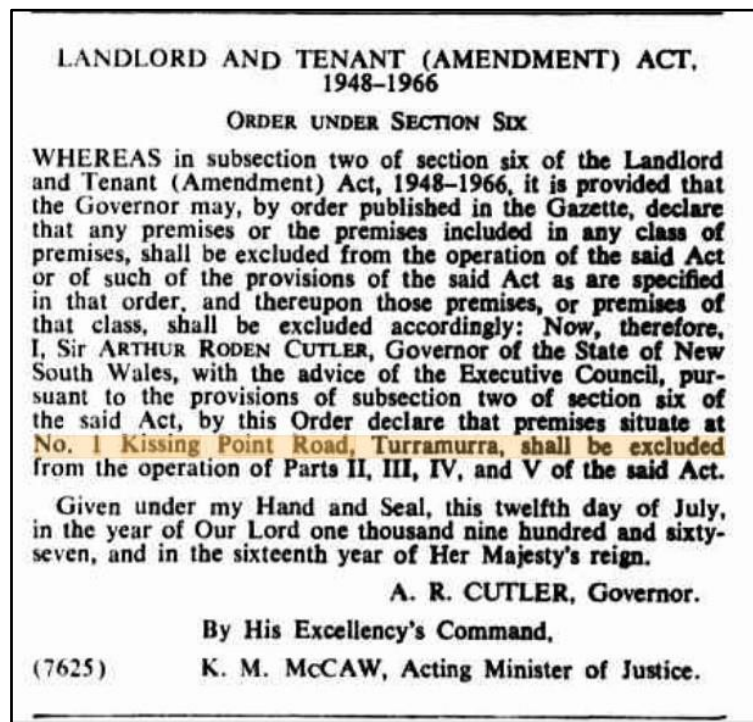 LANDLORD AND TENANT (AMENDMENT) ACT,
1948–1966
ORDER UNDER SECTION SIX
WHEREAS in subsection two of section six of the Landlord
and Tenant (Amendment) Act, 1948–1966, it is provided that
the Governor may, by order published in the Gazette, declare
that any premises or the premises included in any class of
premises, shall be excluded from the operation of the said Act
or of such of the provisions of the said Act as are specified
in that order, and thereupon those premises, or premises of
that class, shall be excluded accordingly: Now, therefore,
I, Sir ARTHUR RODEN CUTLER, Governor of the State of New
South Wales, with the advice of the Executive Council, pur-
suant to the provisions of subsection two of section six of
the said Act, by this Order declare that premises situate at
No. 1 Kissing Point Road, Turramurra, shall be excluded
from the operation of Parts II, III, IV, and V of the said Act.
Given under my Hand and Seal, this twelfth day of July,
in the year of Our Lord one thousand nine hundred and sixty-
seven, and in the sixteenth year of Her Majesty's reign.
A. R. CUTLER, Governor.
By His Excellency's Command,
(7625) K. M. McCAW, Acting Minister of Justice.